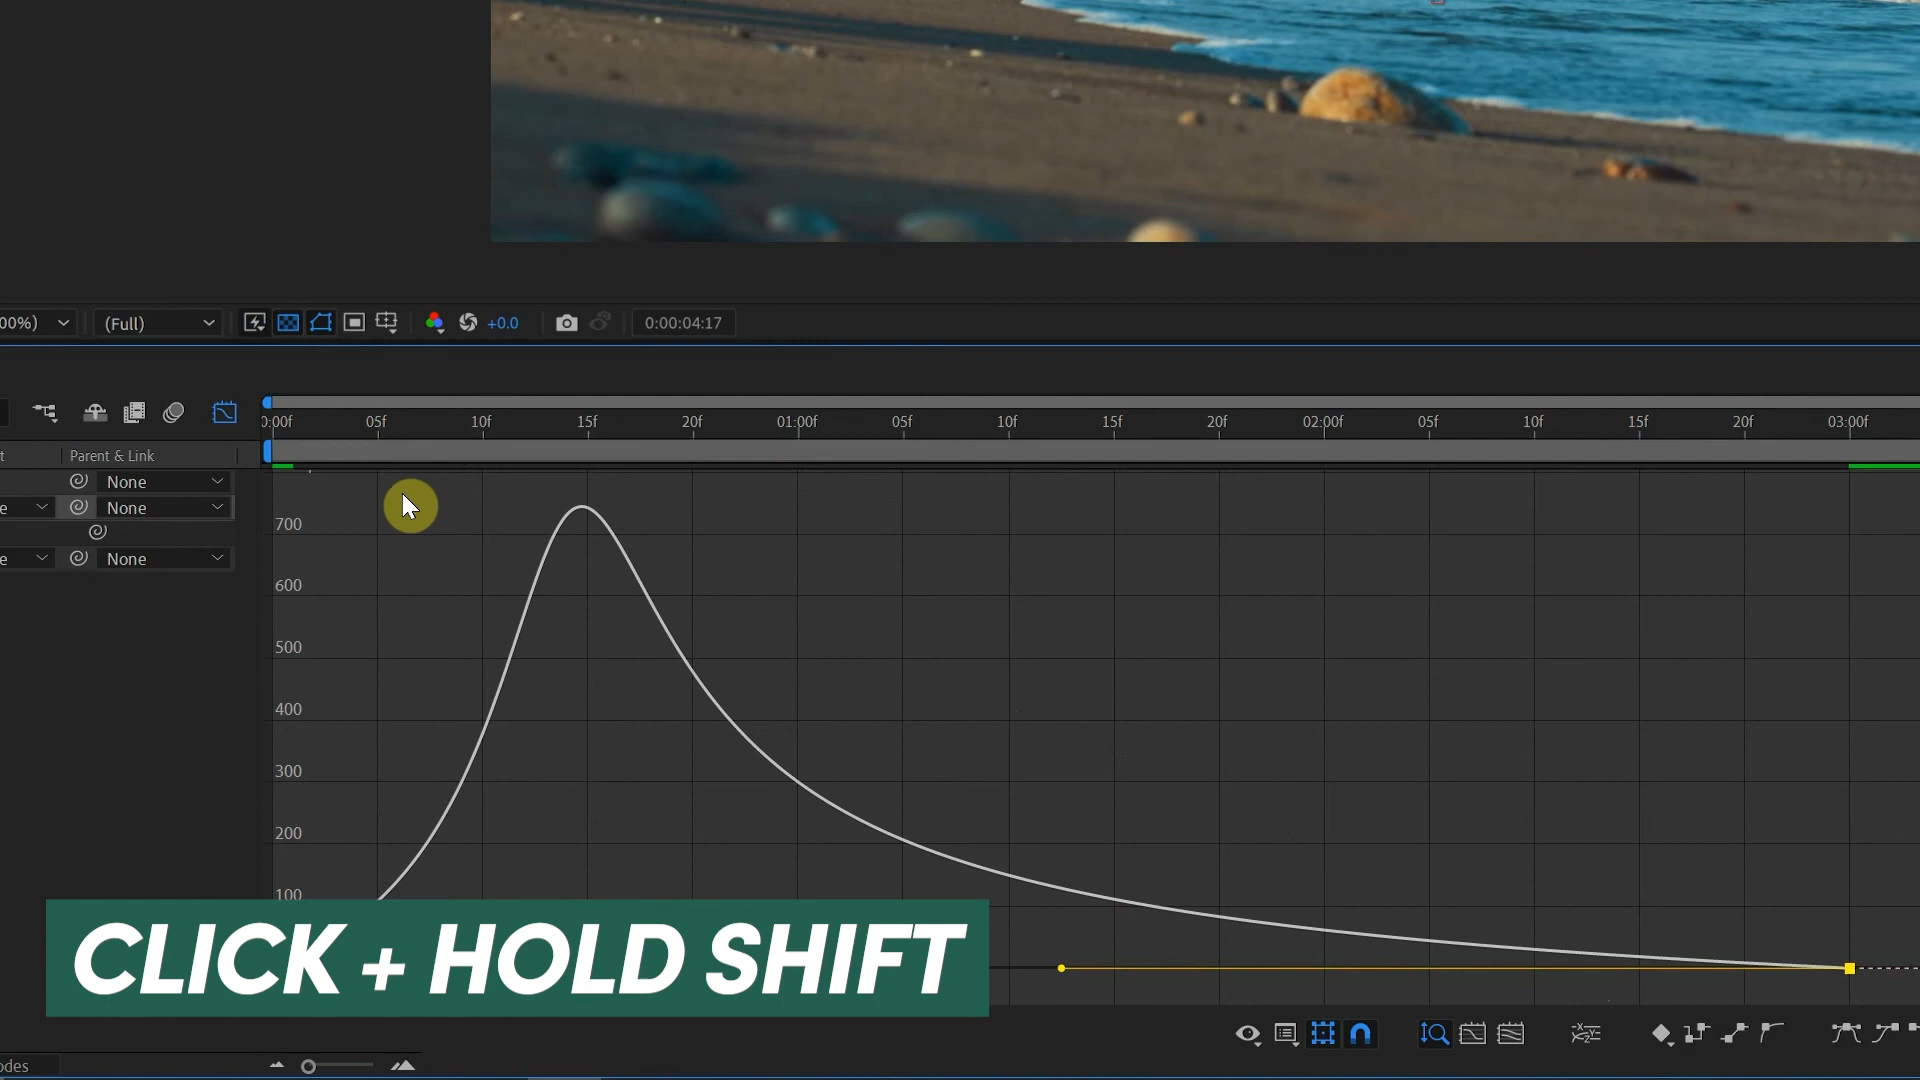 00%)
(Full)
+0.0
0:00:04:17
0:00f 05f 10f 15f 20f 01:00f 05f 10f 15f 20f 02:00f 05f 10f 15f 20f 03:00f
t Parent & Link
None
e None
e None
700
600
500
400
300
200
100
CLICK + HOLD SHIFT
odes